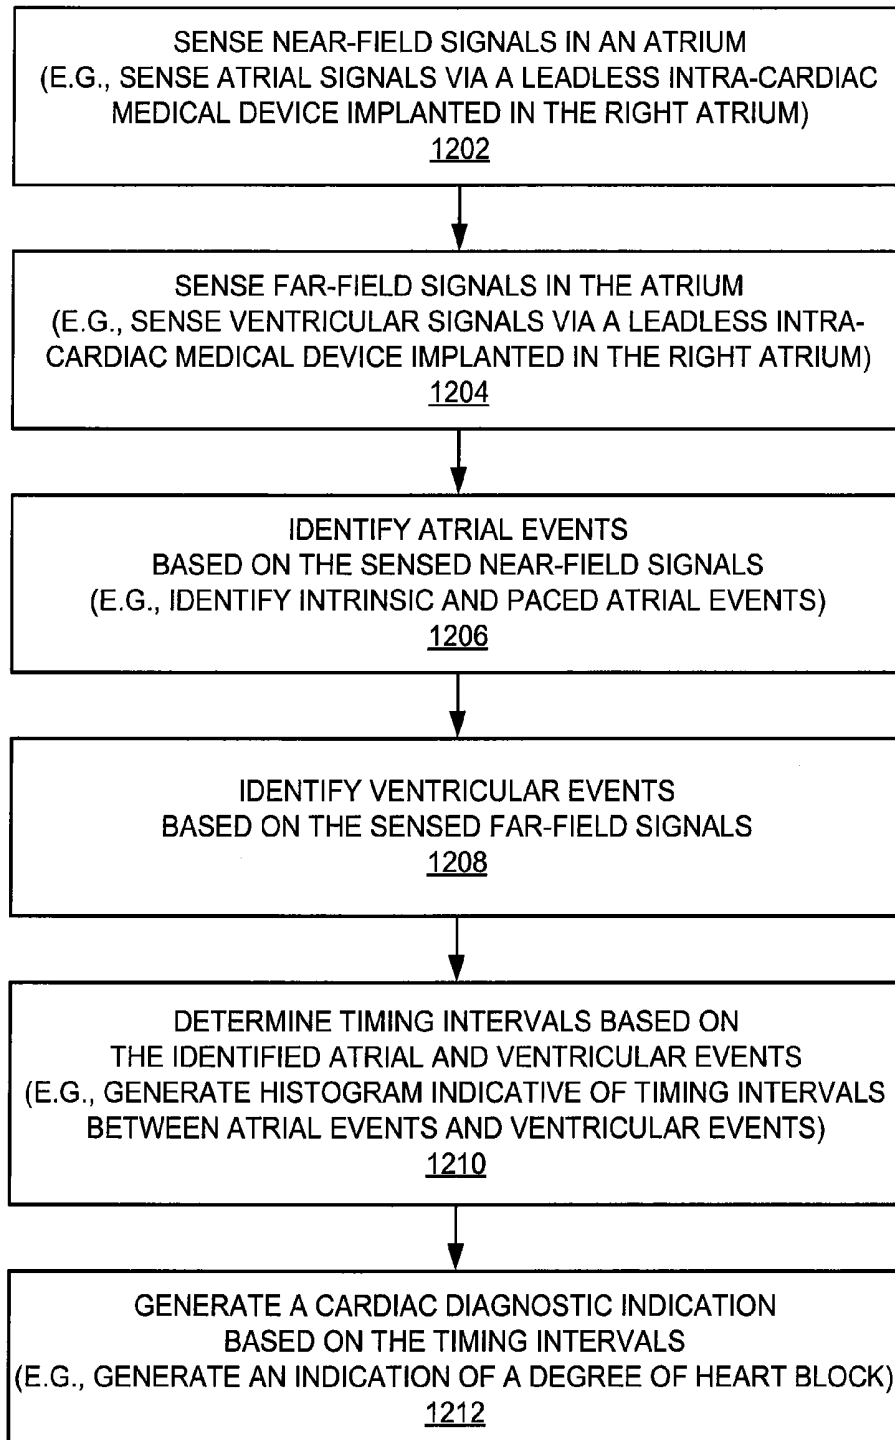 SENSE NEAR-FIELD SIGNALS IN AN ATRIUM
(E.G., SENSE ATRIAL SIGNALS VIA A LEADLESS INTRA-CARDIAC
MEDICAL DEVICE IMPLANTED IN THE RIGHT ATRIUM)
1202
SENSE FAR-FIELD SIGNALS IN THE ATRIUM
(E.G., SENSE VENTRICULAR SIGNALS VIA A LEADLESS INTRA-
CARDIAC MEDICAL DEVICE IMPLANTED IN THE RIGHT ATRIUM)
1204
IDENTIFY ATRIAL EVENTS
BASED ON THE SENSED NEAR-FIELD SIGNALS
(E.G., IDENTIFY INTRINSIC AND PACED ATRIAL EVENTS)
1206
IDENTIFY VENTRICULAR EVENTS
BASED ON THE SENSED FAR-FIELD SIGNALS
1208
DETERMINE TIMING INTERVALS BASED ON
THE IDENTIFIED ATRIAL AND VENTRICULAR EVENTS
(E.G., GENERATE HISTOGRAM INDICATIVE OF TIMING INTERVALS
BETWEEN ATRIAL EVENTS AND VENTRICULAR EVENTS)
1210
GENERATE A CARDIAC DIAGNOSTIC INDICATION
BASED ON THE TIMING INTERVALS
(E.G., GENERATE AN INDICATION OF A DEGREE OF HEART BLOCK)
1212